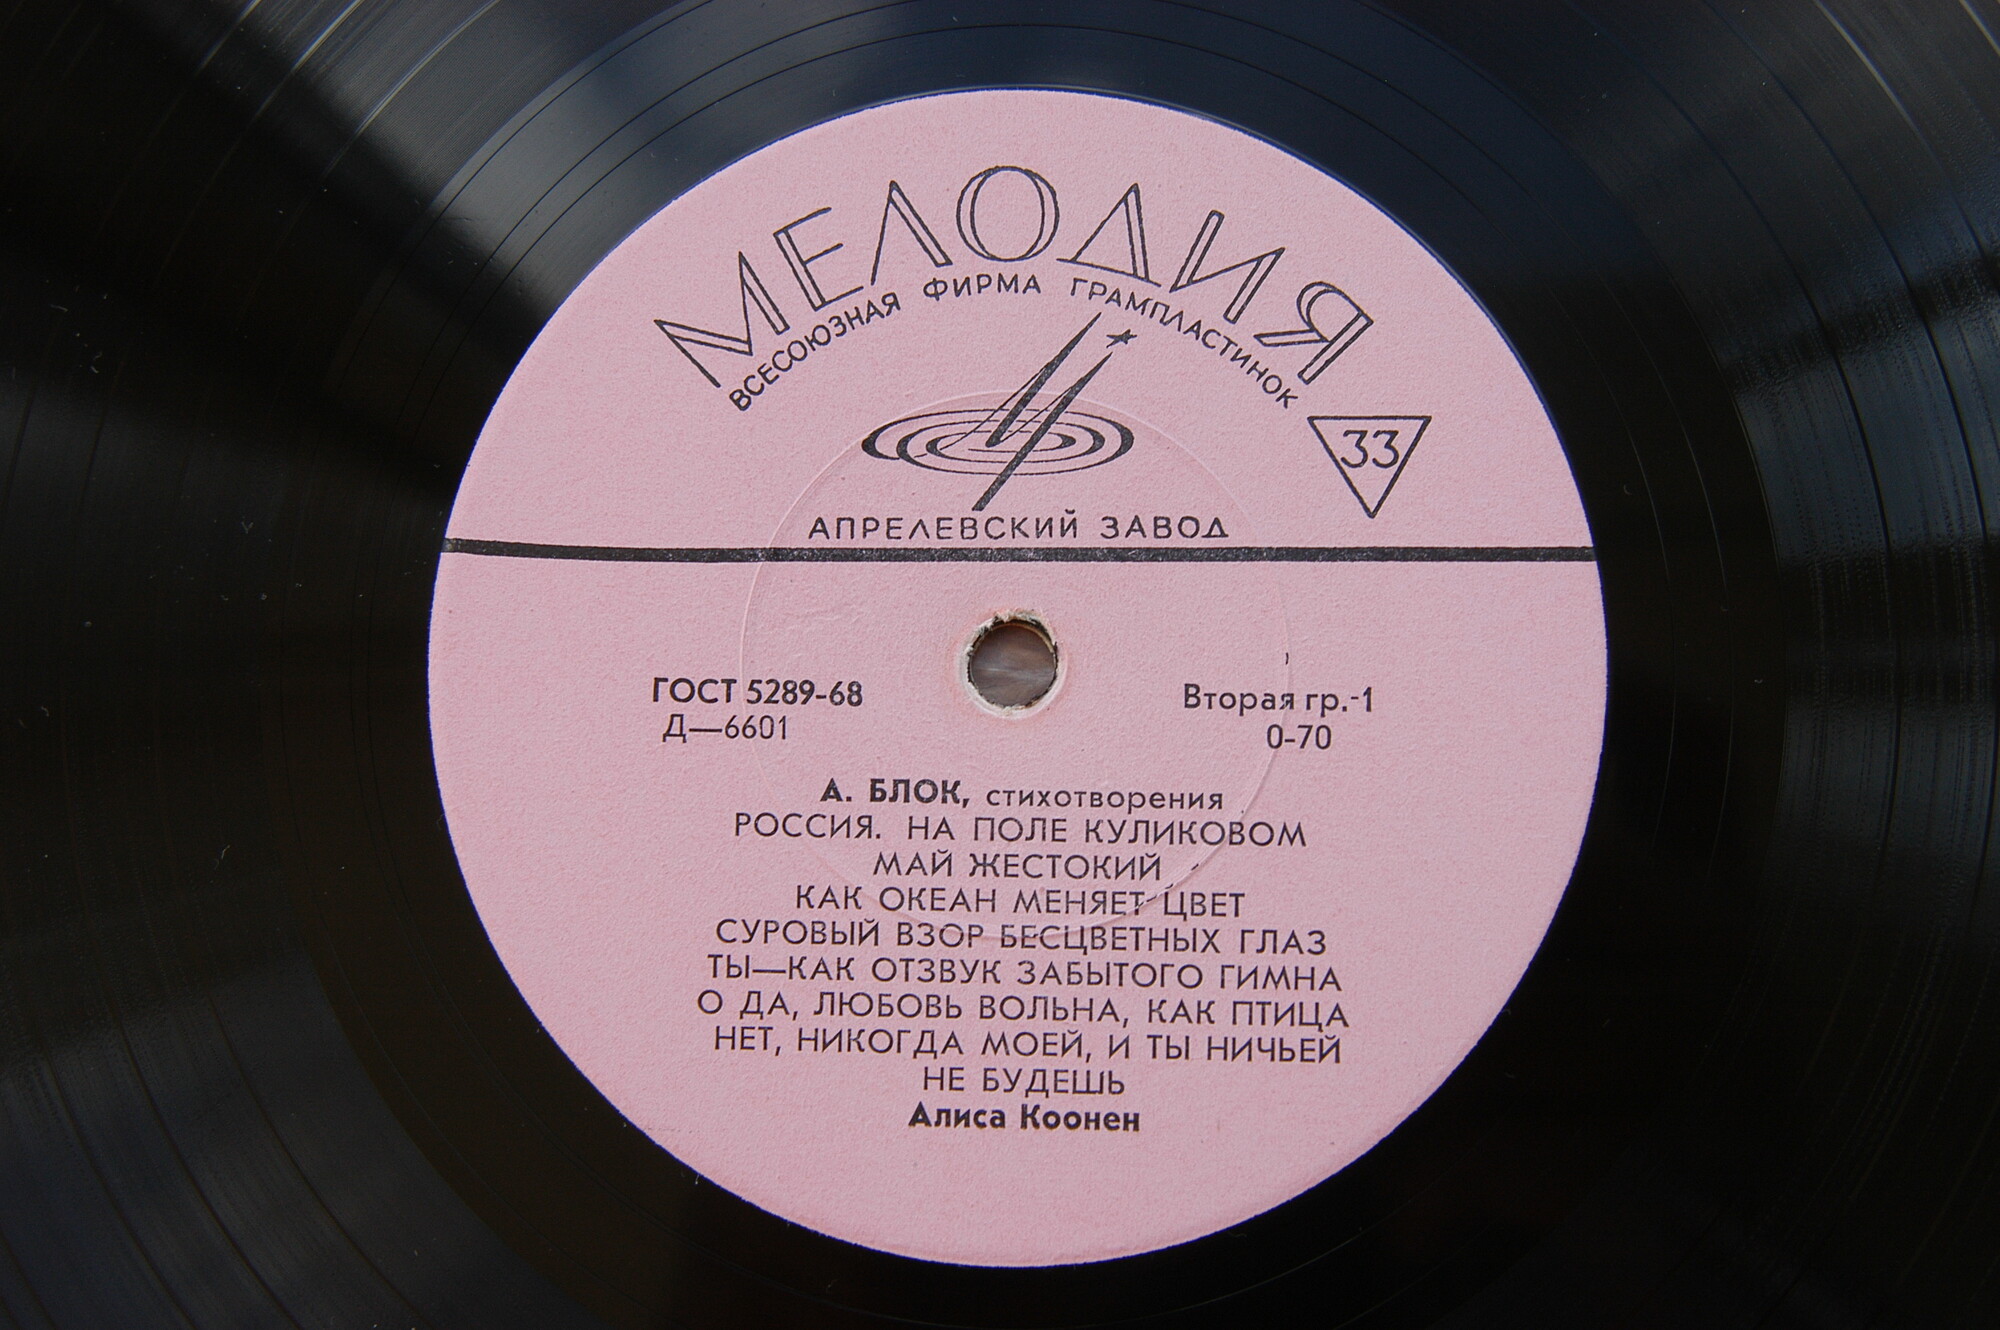 МЕЛОДИЯ
ВСЕСОЮЗНАЯ ФИРМА ГРАМПЛАСТИНОК
33
АПРЕЛЕВСКИЙ ЗАВОД
ГОСТ 5289-68
Вторая гр.-1
Д—6601
0-70
А. БЛОК, стихотворения
РОССИЯ. НА ПОЛЕ КУЛИКОВОМ
МАЙ ЖЕСТОКИЙ
КАК ОКЕАН МЕНЯЕТ ЦВЕТ
СУРОВЫЙ ВЗОР БЕСЦВЕТНЫХ ГЛАЗ
ТЫ—КАК ОТЗВУК ЗАБЫТОГО ГИМНА
О ДА, ЛЮБОВЬ ВОЛЬНА, КАК ПТИЦА
НЕТ, НИКОГДА МОЕЙ, И ТЫ НИЧЬЕЙ
НЕ БУДЕШЬ
Алиса Коонен